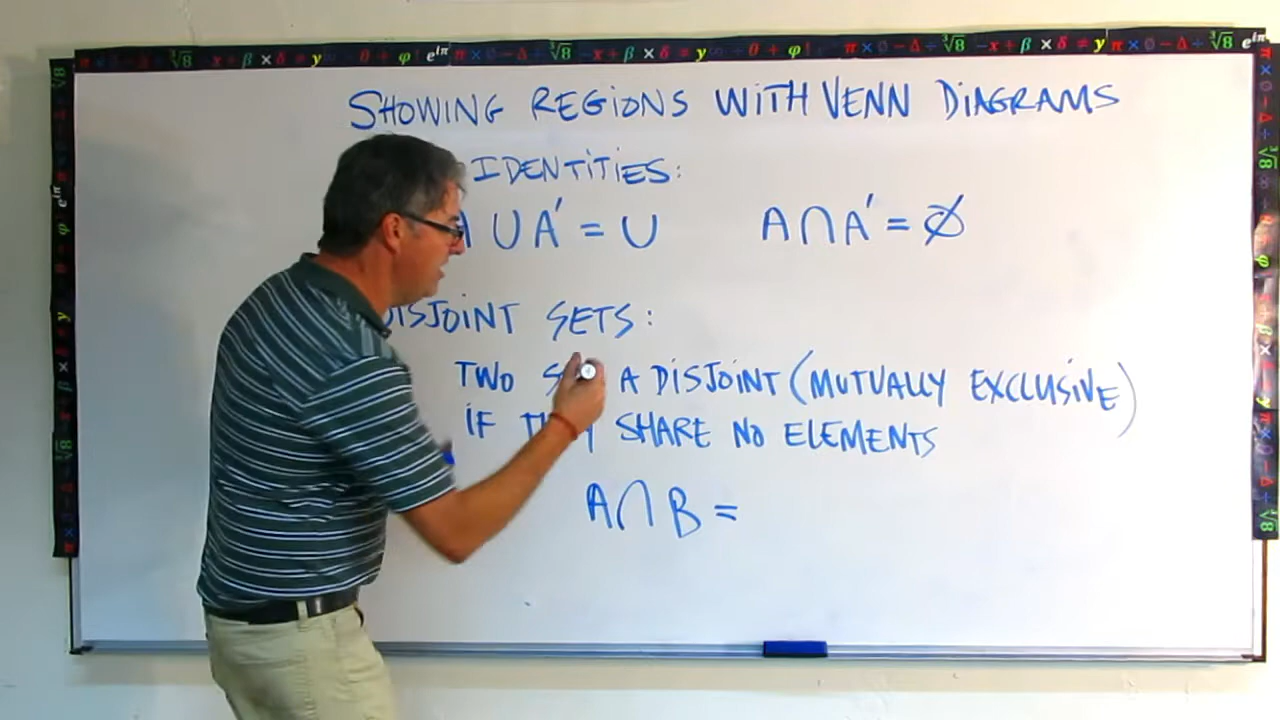 SHOWING REGIONS WITH VENN DIAGRAMS
IDENTITIES:
A ∪ A' = U A ∩ A' = ∅
DISJOINT SETS:
TWO A DISJOINT (MUTUALLY EXCLUSIVE)
IF SHARE NO ELEMENTS
A ∩ B =